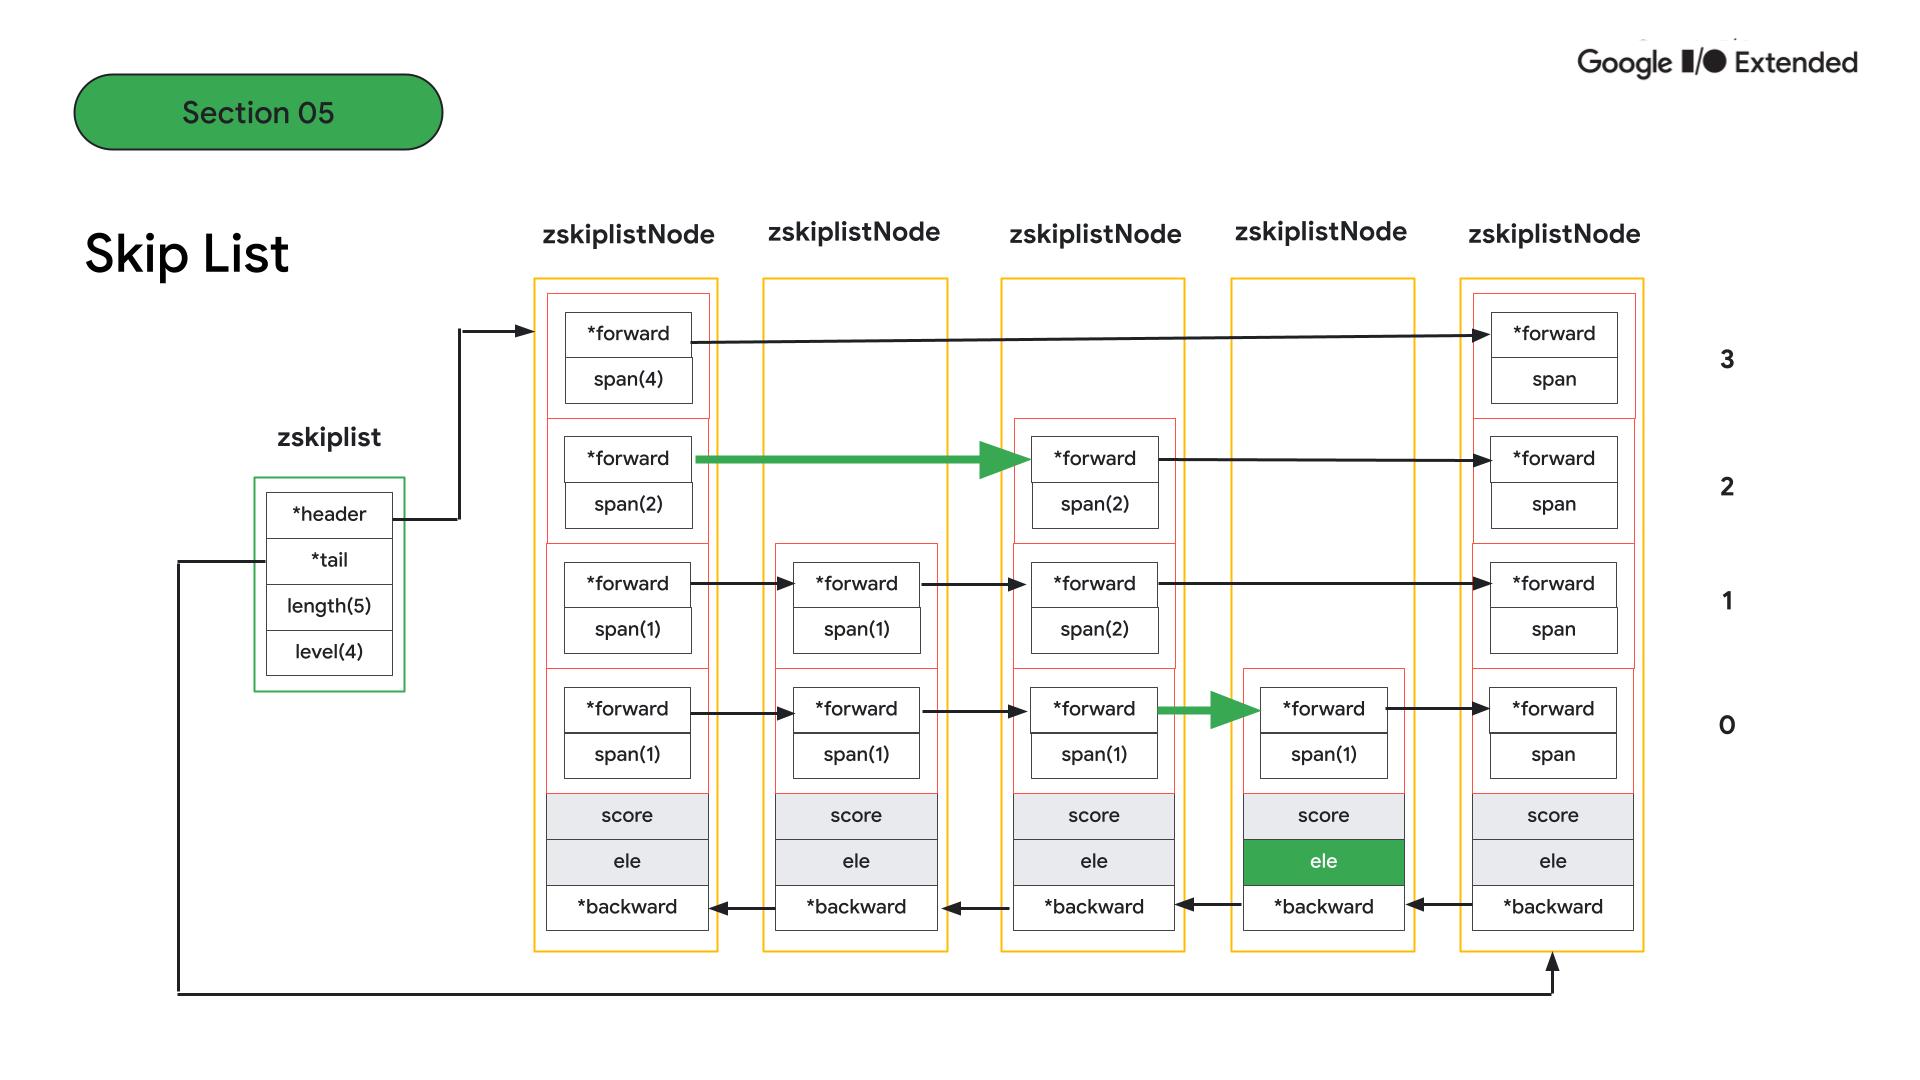 Google I/O Extended
Section 05
Skip List
zskiplistNode
zskiplistNode
zskiplistNode
zskiplistNode
zskiplistNode
zskiplist
*header
*tail
length(5)
level(4)
*forward
*forward
3
span(4)
span
*forward
*forward
*forward
2
span(2)
span(2)
span
*forward
*forward
*forward
*forward
1
span(1)
span(1)
span(2)
span
*forward
*forward
*forward
*forward
*forward
0
span(1)
span(1)
span(1)
span(1)
span
score
score
score
score
score
ele
ele
ele
ele
ele
*backward
*backward
*backward
*backward
*backward